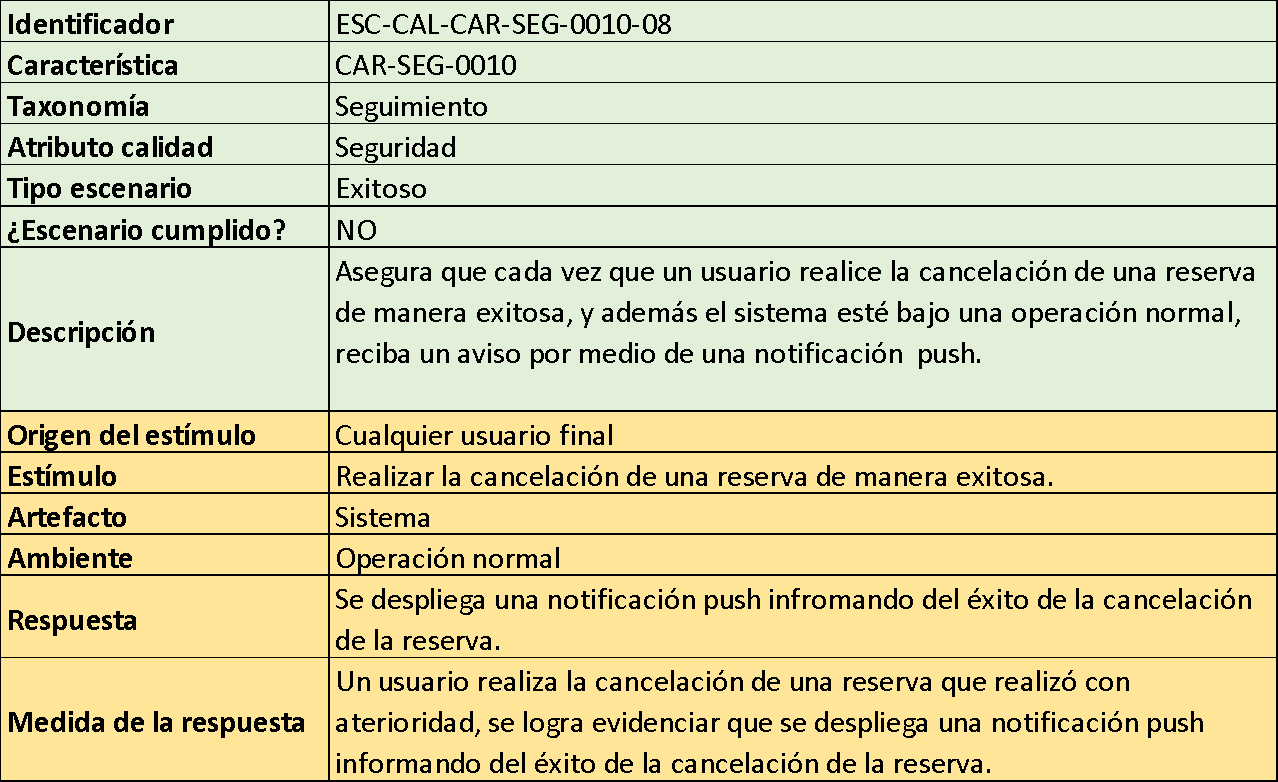 Identificador ESC-CAL-CAR-SEG-0010-08
Característica CAR-SEG-0010
Taxonomía Seguimiento
Atributo calidad Seguridad
Tipo escenario Exitoso
¿Escenario cumplido? NO
Descripción Asegura que cada vez que un usuario realice la cancelación de una reserva
de manera exitosa, y además el sistema esté bajo una operación normal,
reciba un aviso por medio de una notificación  push.
Origen del estímulo Cualquier usuario final
Estímulo Realizar la cancelación de una reserva de manera exitosa.
Artefacto Sistema
Ambiente Operación normal
Respuesta Se despliega una notificación push infromando del éxito de la cancelación
de la reserva.
Medida de la respuesta Un usuario realiza la cancelación de una reserva que realizó con
aterioridad, se logra evidenciar que se despliega una notificación push
informando del éxito de la cancelación de la reserva.